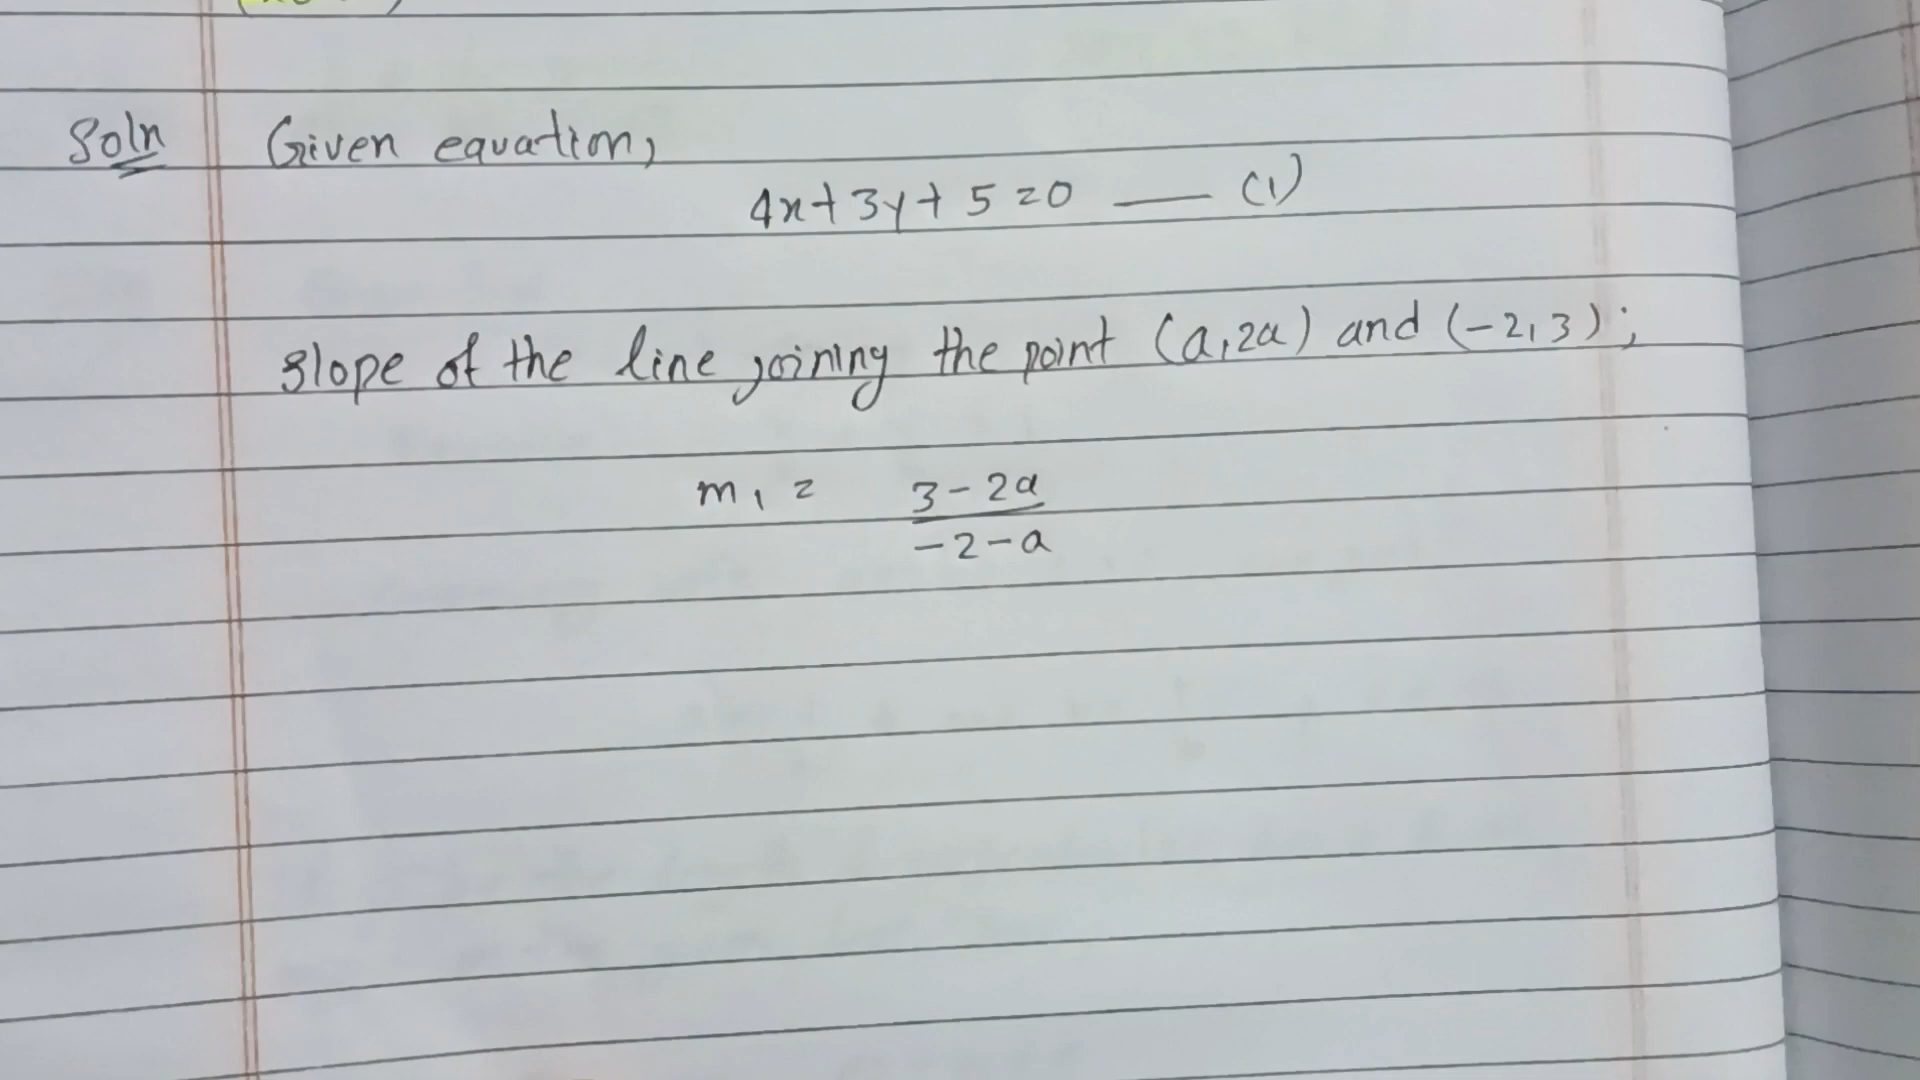 Soln Given equation,
4x+3y+5=0 — (1)
slope of the line joining the point (a,2a) and (-2,3);
m₁ = 3-2a
-2-a